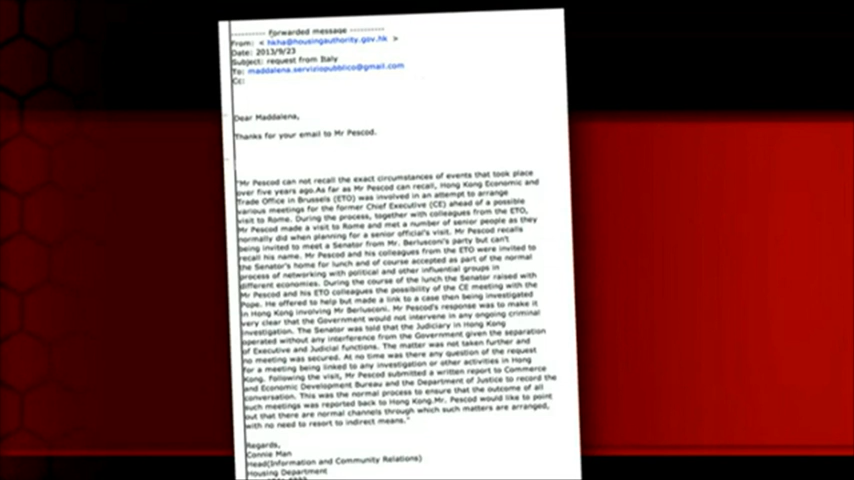 ---------- Forwarded message ----------
From: < hkha@housingauthority.gov.hk >
Date: 2013/9/23
Subject: request from Italy
To: maddalena.serviziopubblico@gmail.com
Cc:
Dear Maddalena,
Thanks for your email to Mr Pescod.
"Mr Pescod can not recall the exact circumstances of events that took place
over five years ago.As far as Mr Pescod can recall, Hong Kong Economic and
Trade Office in Brussels (ETO) was involved in an attempt to arrange
various meetings for the former Chief Executive (CE) ahead of a possible
visit to Rome. During the process, together with colleagues from the ETO,
Mr Pescod made a visit to Rome and met a number of senior people as they
normally did when planning for a senior official's visit. Mr Pescod recalls
being invited to meet a Senator from Mr. Berlusconi's party but can't
recall his name. Mr Pescod and his colleagues from the ETO were invited to
the Senator's home for lunch and of course accepted as part of the normal
process of networking with political and other influential groups in
different economies. During the course of the lunch the Senator raised with
Mr Pescod and his ETO colleagues the possibility of the CE meeting with the
Pope. He offered to help but made a link to a case then being investigated
in Hong Kong involving Mr Berlusconi. Mr Pescod's response was to make it
very clear that the Government would not intervene in any ongoing criminal
investigation. The Senator was told that the Judiciary in Hong Kong
operated without any interference from the Government given the separation
of Executive and Judicial functions. The matter was not taken further and
no meeting was secured. At no time was there any question of the request
for a meeting being linked to any investigation or other activities in Hong
Kong. Following the visit, Mr Pescod submitted a written report to Commerce
and Economic Development Bureau and the Department of Justice to record the
conversation. This was the normal process to ensure that the outcome of all
such meetings was reported back to Hong Kong.Mr. Pescod would like to point
out that there are normal channels through which such matters are arranged,
with no need to resort to indirect means."
Regards,
Connie Man
Head(Information and Community Relations)
Housing Department